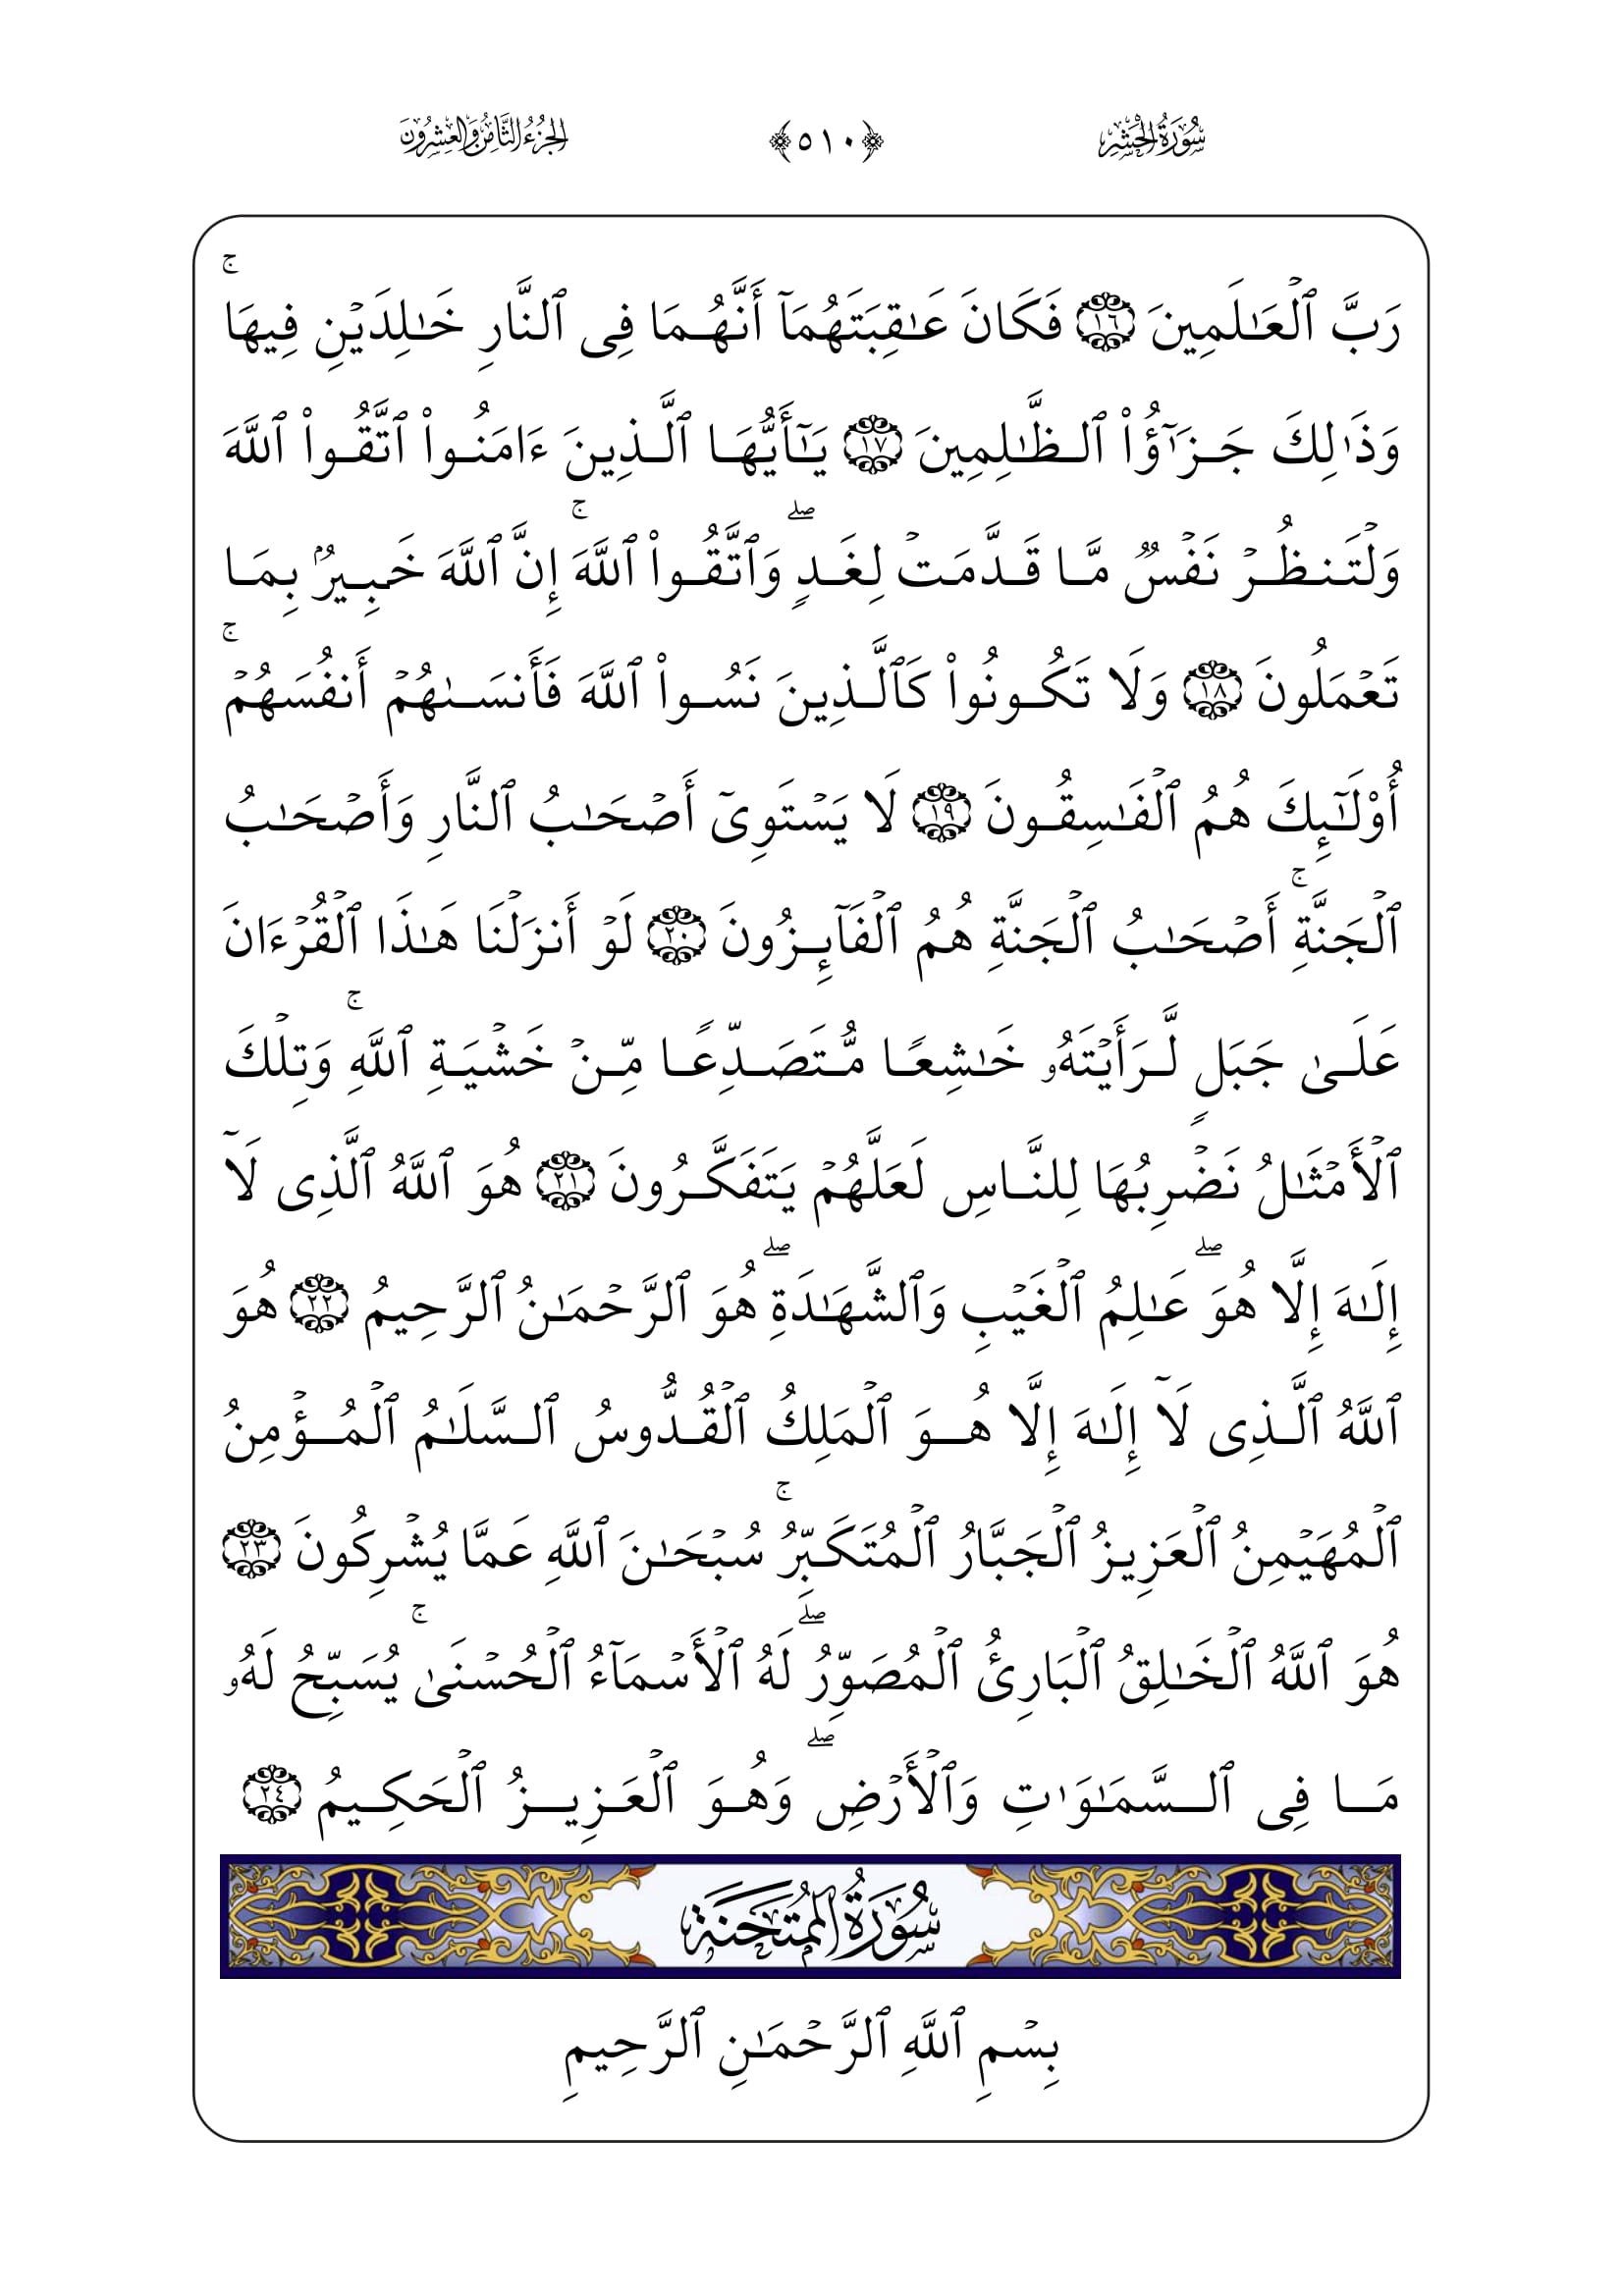 سُورَةُ الحَشْرِ
﴿٥١٠﴾
الجُزْءُ الثَّامِنُ وَالعِشْرُونَ
رَبَّ ٱلۡعَٰلَمِينَ ١٦ فَكَانَ عَٰقِبَتَهُمَآ أَنَّهُمَا فِى ٱلنَّارِ خَٰلِدَيۡنِ فِيهَاۚ
وَذَٰلِكَ جَزَٰٓؤُاْ ٱلظَّٰلِمِينَ ١٧ يَٰٓأَيُّهَا ٱلَّذِينَ ءَامَنُواْ ٱتَّقُواْ ٱللَّهَ
وَلۡتَنظُرۡ نَفۡسٞ مَّا قَدَّمَتۡ لِغَدٍۖ وَٱتَّقُواْ ٱللَّهَۚ إِنَّ ٱللَّهَ خَبِيرُۢ بِمَا
تَعۡمَلُونَ ١٨ وَلَا تَكُونُواْ كَٱلَّذِينَ نَسُواْ ٱللَّهَ فَأَنسَىٰهُمۡ أَنفُسَهُمۡۚ
أُوْلَٰٓئِكَ هُمُ ٱلۡفَٰسِقُونَ ١٩ لَا يَسۡتَوِىٓ أَصۡحَٰبُ ٱلنَّارِ وَأَصۡحَٰبُ
ٱلۡجَنَّةِۚ أَصۡحَٰبُ ٱلۡجَنَّةِ هُمُ ٱلۡفَآئِزُونَ ٢٠ لَوۡ أَنزَلۡنَا هَٰذَا ٱلۡقُرۡءَانَ
عَلَىٰ جَبَلٖ لَّرَأَيۡتَهُۥ خَٰشِعٗا مُّتَصَدِّعٗا مِّنۡ خَشۡيَةِ ٱللَّهِۚ وَتِلۡكَ
ٱلۡأَمۡثَٰلُ نَضۡرِبُهَا لِلنَّاسِ لَعَلَّهُمۡ يَتَفَكَّرُونَ ٢١ هُوَ ٱللَّهُ ٱلَّذِى لَآ
إِلَٰهَ إِلَّا هُوَۖ عَٰلِمُ ٱلۡغَيۡبِ وَٱلشَّهَٰدَةِۖ هُوَ ٱلرَّحۡمَٰنُ ٱلرَّحِيمُ ٢٢ هُوَ
ٱللَّهُ ٱلَّذِى لَآ إِلَٰهَ إِلَّا هُوَ ٱلۡمَلِكُ ٱلۡقُدُّوسُ ٱلسَّلَٰمُ ٱلۡمُؤۡمِنُ
ٱلۡمُهَيۡمِنُ ٱلۡعَزِيزُ ٱلۡجَبَّارُ ٱلۡمُتَكَبِّرُۚ سُبۡحَٰنَ ٱللَّهِ عَمَّا يُشۡرِكُونَ ٢٣
هُوَ ٱللَّهُ ٱلۡخَٰلِقُ ٱلۡبَارِئُ ٱلۡمُصَوِّرُۖ لَهُ ٱلۡأَسۡمَآءُ ٱلۡحُسۡنَىٰۚ يُسَبِّحُ لَهُۥ
مَا فِى ٱلسَّمَٰوَٰتِ وَٱلۡأَرۡضِۖ وَهُوَ ٱلۡعَزِيزُ ٱلۡحَكِيمُ ٢٤
سُورَةُ المُمْتَحَنَةِ
بِسۡمِ ٱللَّهِ ٱلرَّحۡمَٰنِ ٱلرَّحِيمِ